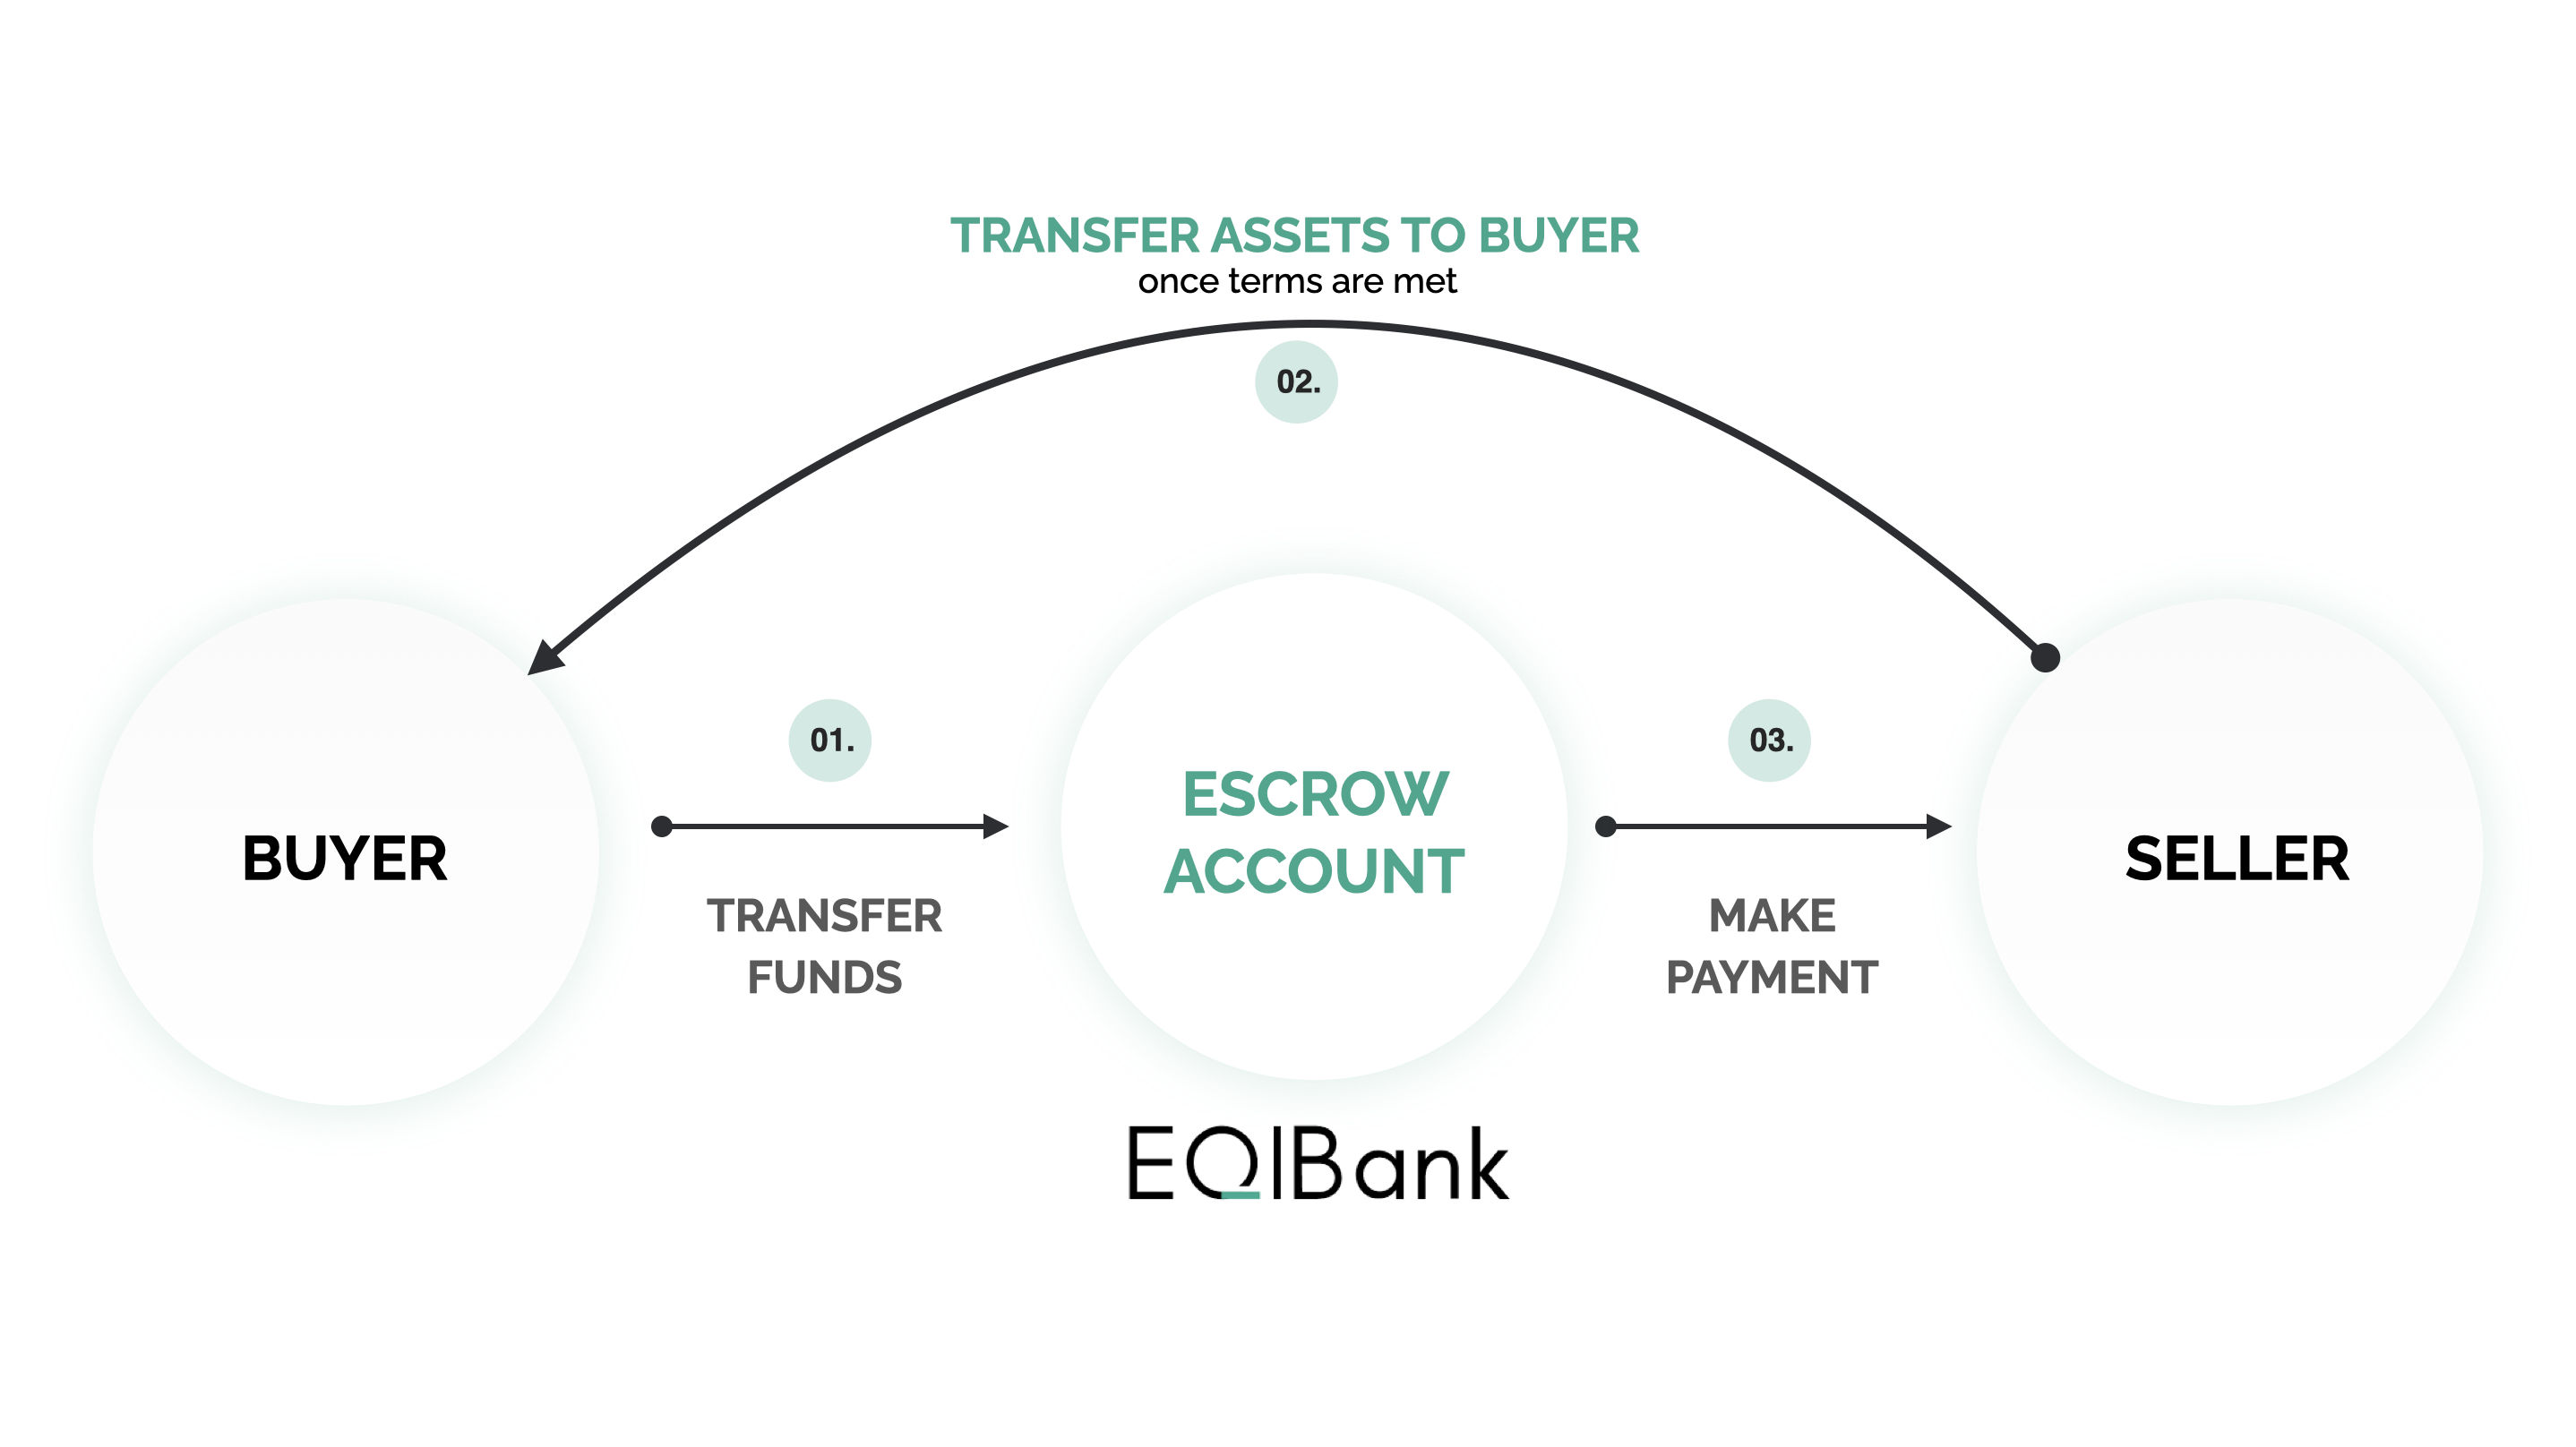 TRANSFER ASSETS TO BUYER
once terms are met
02.
01.
03.
BUYER
TRANSFER
FUNDS
ESCROW
ACCOUNT
MAKE
PAYMENT
SELLER
EQIBank